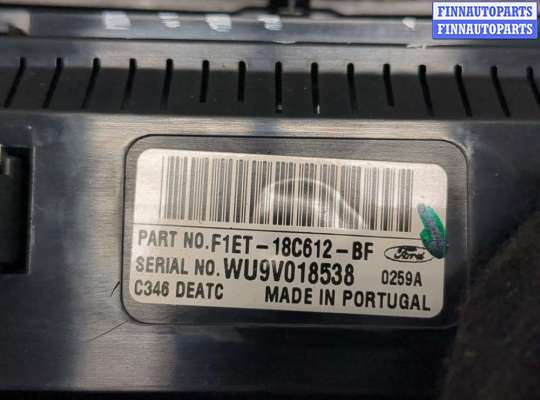 FINNAUTOPARTS
FINNAUTOPARTS
PART NO.F1ET-18C612-BF
Ford
SERIAL NO.WU9V018538 0259A
C346 DEATC MADE IN PORTUGAL